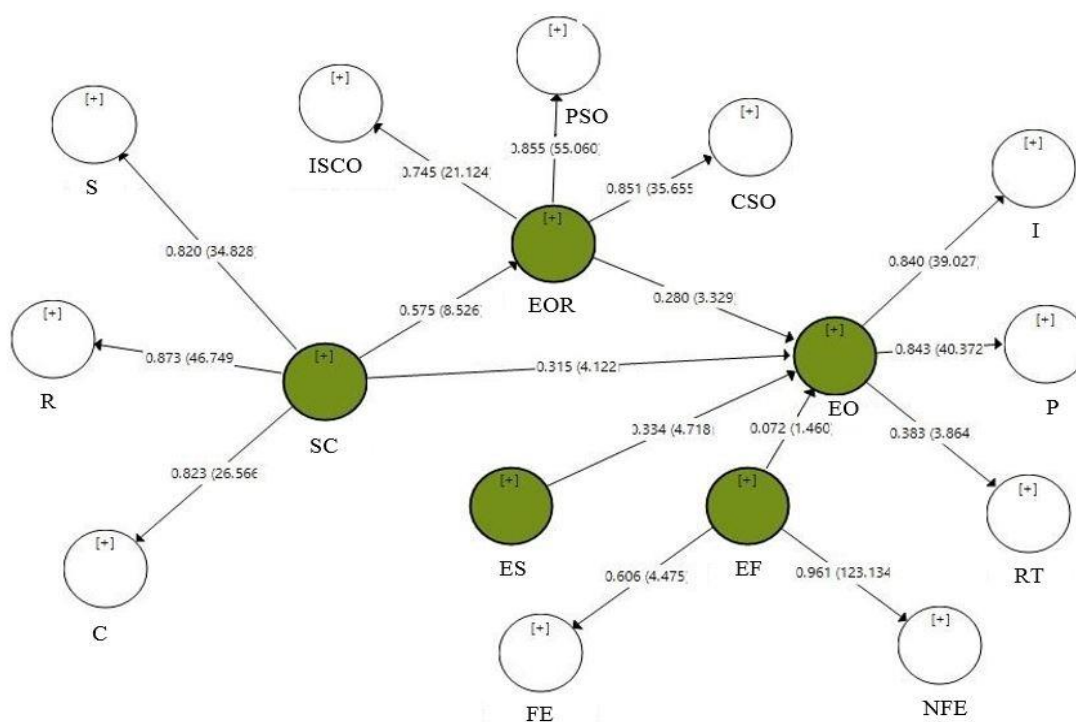 [+]
PSO
[+]
ISCO
[+]
S
[+]
CSO
[+]
I
0.855 (55.060)
0.745 (21.124)
0.851 (35.655
[+]
EOR
0.820 (34.828)
0.840 (39.027)
0.575 (8.526)
0.280 (3.329)
[+]
R
0.873 (46.749
[+]
SC
0.315 (4.122)
[+]
EO
0.843 (40.372
[+]
P
0.334 (4.718)
0.072 (1.460)
0.383 (3.864
0.823 (26.566
[+]
C
[+]
ES
[+]
EF
[+]
RT
0.606 (4.475)
0.961 (123.134
[+]
FE
[+]
NFE